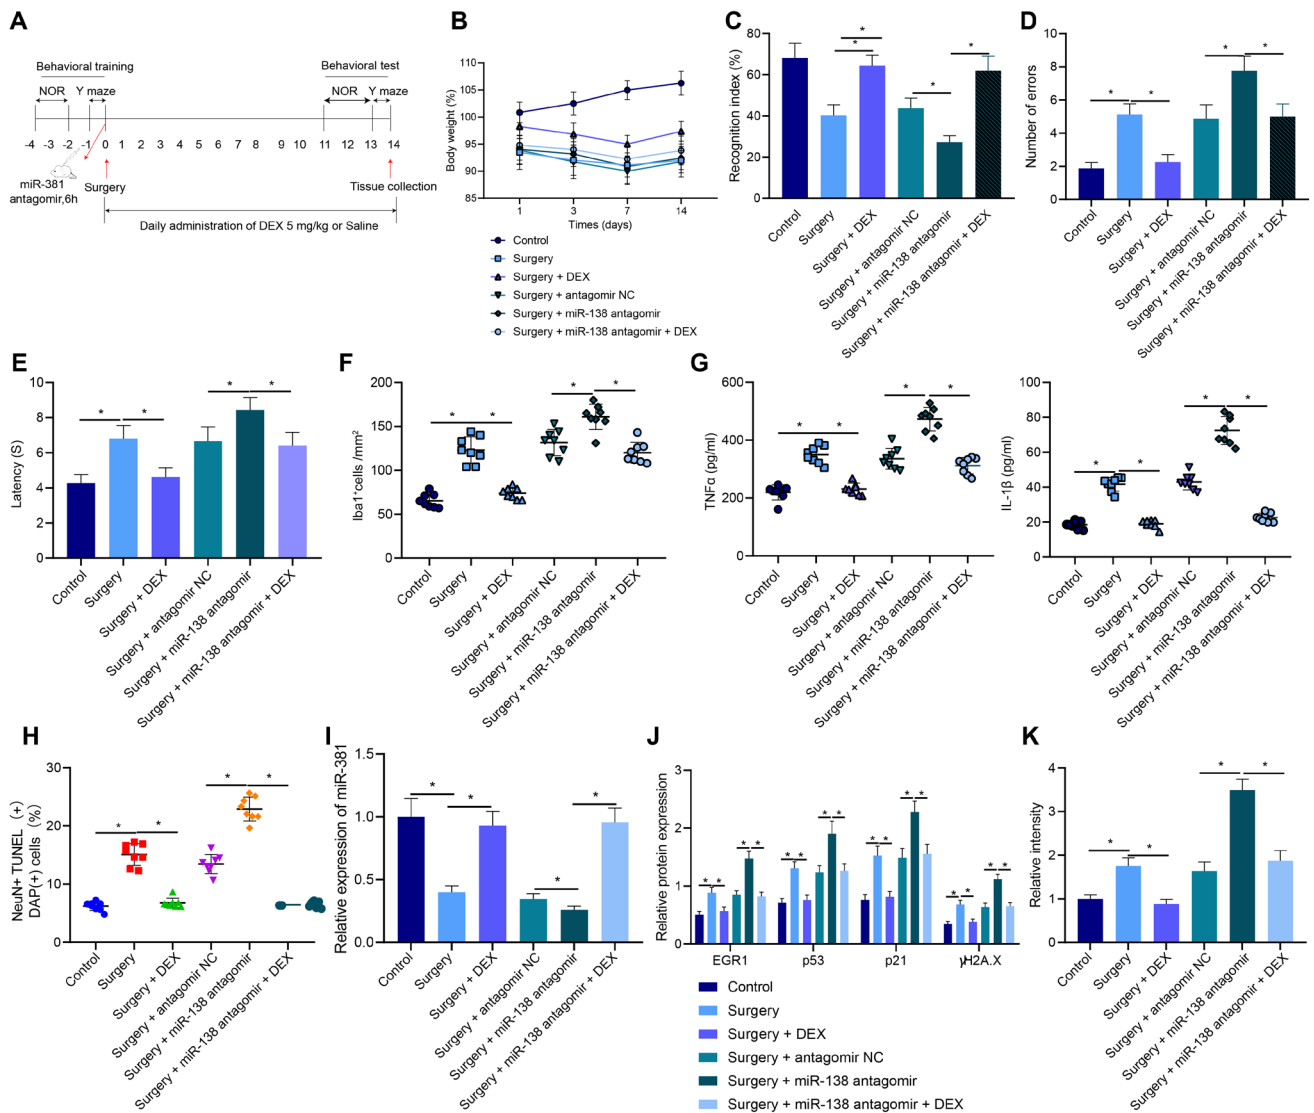 A
Behavioral training
Behavioral test
NOR
Y maze
NOR
Y maze
-4 -3 -2 -1 0 1 2 3 4 5 6 7 8 9 10 11 12 13 14
miR-381
antagomir,6h
Surgery
Tissue collection
Daily administration of DEX 5 mg/kg or Saline
B
Body weight (%)
110
105
100
95
90
85
1 3 7 14
Times (days)
Control
Surgery
Surgery + DEX
Surgery + antagomir NC
Surgery + miR-138 antagomir
Surgery + miR-138 antagomir + DEX
C
Recognition index (%)
80
60
40
20
0
* * * *
Control
Surgery
Surgery + DEX
Surgery + antagomir NC
Surgery + miR-138 antagomir
Surgery + miR-138 antagomir + DEX
D
Number of errors
10
8
6
4
2
0
* * * *
Control
Surgery
Surgery + DEX
Surgery + antagomir NC
Surgery + miR-138 antagomir
Surgery + miR-138 antagomir + DEX
E
Latency (S)
10
8
6
4
2
0
* * * *
Control
Surgery
Surgery + DEX
Surgery + antagomir NC
Surgery + miR-138 antagomir
Surgery + miR-138 antagomir + DEX
F
Iba1⁺cells /mm²
200
150
100
50
0
* * * *
Control
Surgery
Surgery + DEX
Surgery + antagomir NC
Surgery + miR-138 antagomir
Surgery + miR-138 antagomir + DEX
G
TNFα (pg/ml)
600
400
200
0
* * * *
Control
Surgery
Surgery + DEX
Surgery + antagomir NC
Surgery + miR-138 antagomir
Surgery + miR-138 antagomir + DEX
IL-1β (pg/ml)
100
80
60
40
20
0
* * * *
Control
Surgery
Surgery + DEX
Surgery + antagomir NC
Surgery + miR-138 antagomir
Surgery + miR-138 antagomir + DEX
H
NeuN+ TUNEL (+)
DAPI(+) cells (%)
30
20
10
0
* * * *
Control
Surgery
Surgery + DEX
Surgery + antagomir NC
Surgery + miR-138 antagomir
Surgery + miR-138 antagomir + DEX
I
Relative expression of miR-381
1.5
1.0
0.5
0.0
* * * *
Control
Surgery
Surgery + DEX
Surgery + antagomir NC
Surgery + miR-138 antagomir
Surgery + miR-138 antagomir + DEX
J
Relative protein expression
3
2
1
0
* * * * * * * * * * * * * * * *
EGR1 p53 p21 γH2A.X
Control
Surgery
Surgery + DEX
Surgery + antagomir NC
Surgery + miR-138 antagomir
Surgery + miR-138 antagomir + DEX
K
Relative intensity
4
3
2
1
0
* * * *
Control
Surgery
Surgery + DEX
Surgery + antagomir NC
Surgery + miR-138 antagomir
Surgery + miR-138 antagomir + DEX